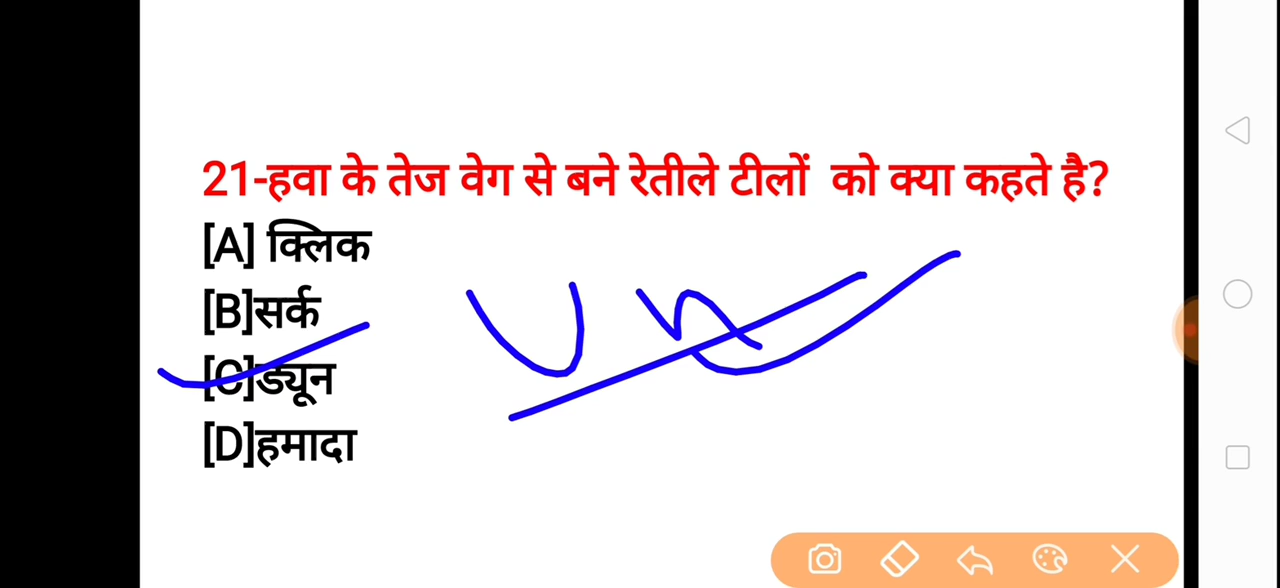 21-हवा के तेज वेग से बने रेतीले टीलों को क्या कहते है?
[A] क्लिक
[B]सर्क
[C]ड्यून
[D]हमादा